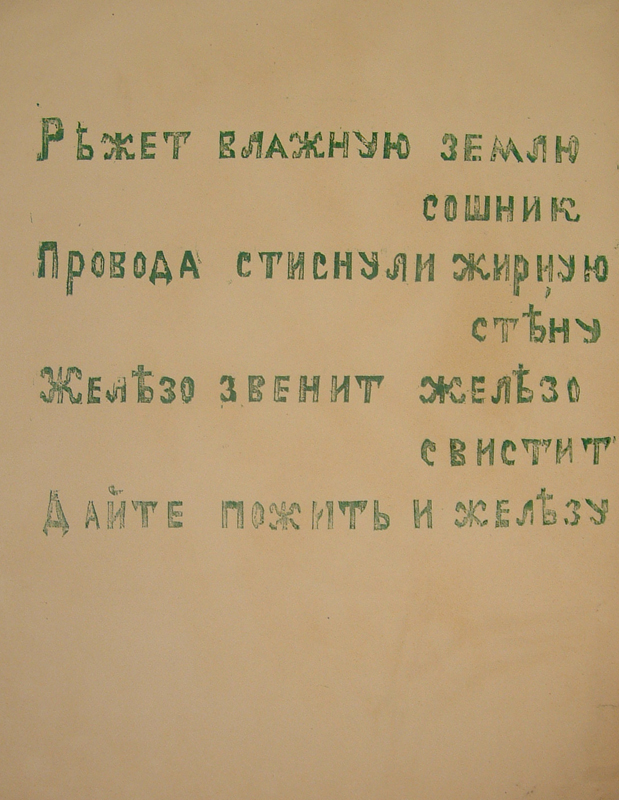 Рѣжет влажную землю
сошник
Провода стиснули жирную
стѣну
Желѣзо звенит желѣзо
свистит
Дайте пожить и желѣзу